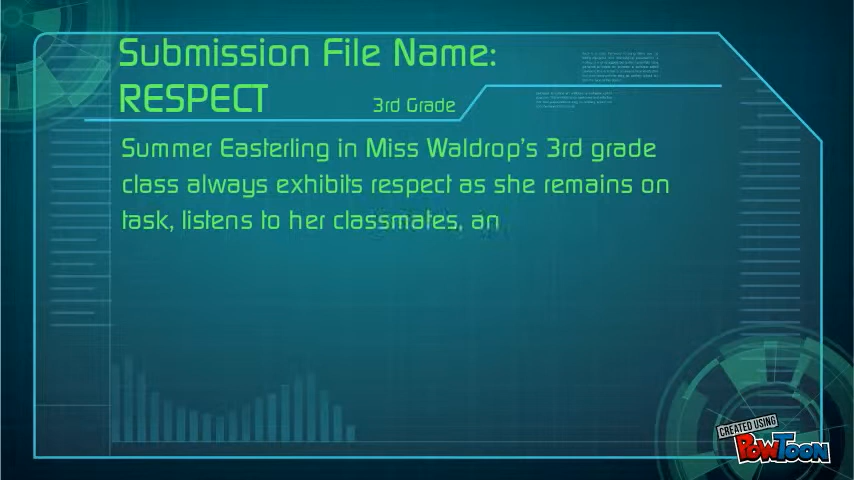 Submission File Name:
RESPECT 3rd Grade
Summer Easterling in Miss Waldrop's 3rd grade
class always exhibits respect as she remains on
task, listens to her classmates, an
CREATED USING
POWTOON